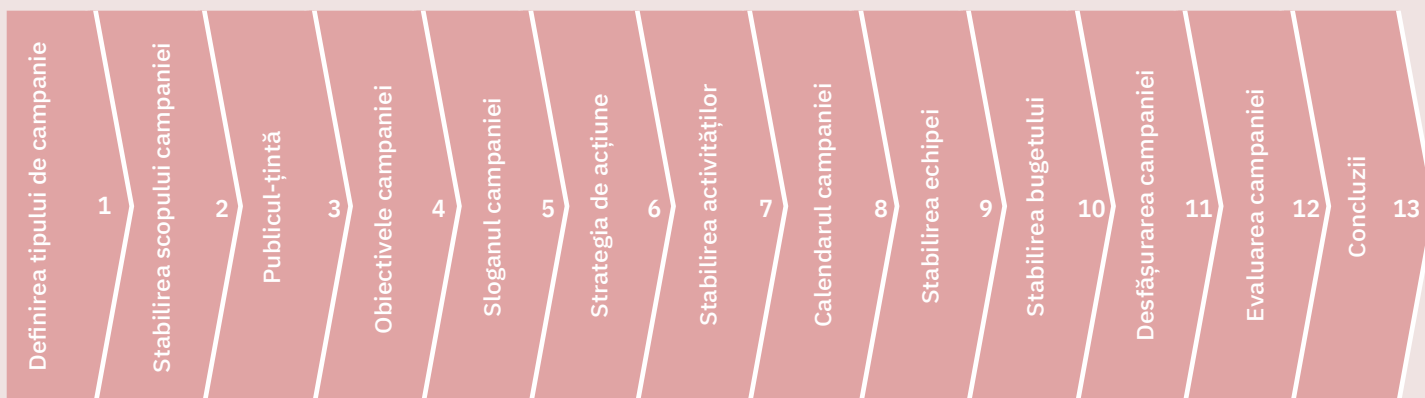 Definirea tipului de campanie
1
Stabilirea scopului campaniei
2
Publicul-țintă
3
Obiectivele campaniei
4
Sloganul campaniei
5
Strategia de acțiune
6
Stabilirea activităților
7
Calendarul campaniei
8
Stabilirea echipei
9
Stabilirea bugetului
10
Desfășurarea campaniei
11
Evaluarea campaniei
12
Concluzii
13